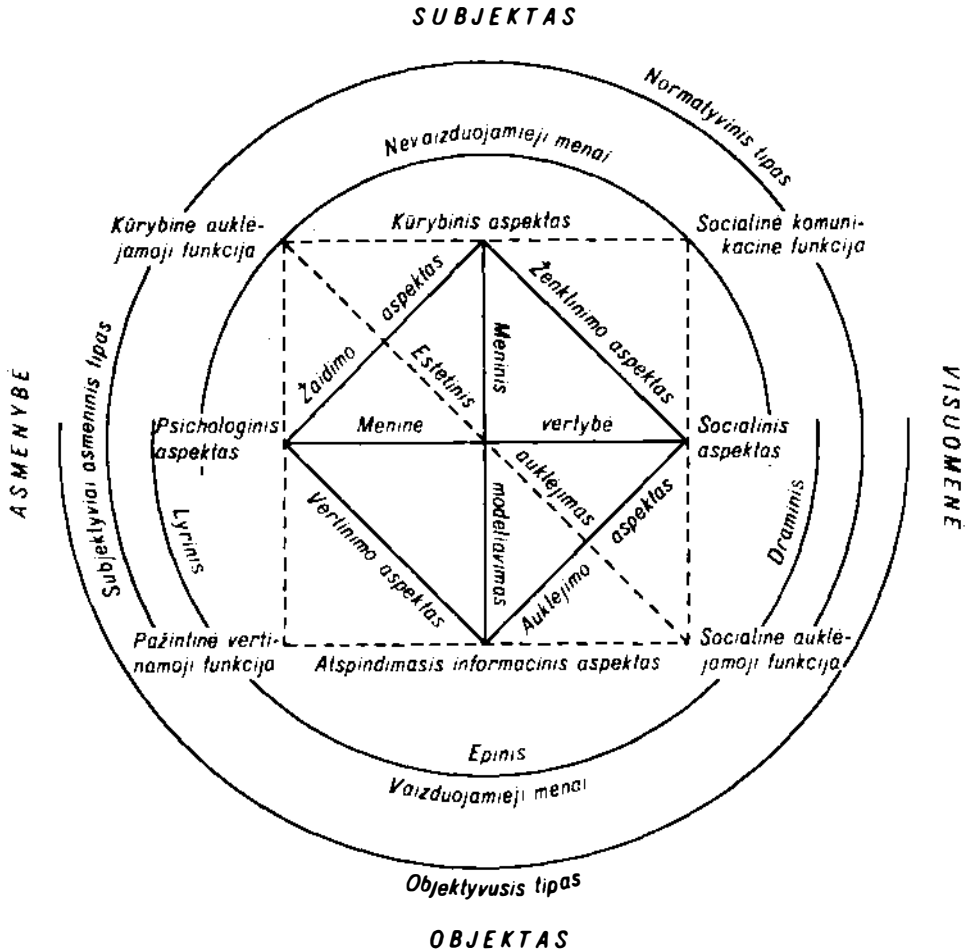 SUBJEKTAS
Normatyvinis tipas
Nevaizduojamieji menai
Kūrybinė auklė-
jamoji funkcija
Kūrybinis aspektas
Socialinė komuni-
kacinė funkcija
Žaidimo aspektas
Ženklinimo aspektas
Estetinis auklėjimas
Meninis modeliavimas
ASMENYBĖ
Subjektyviai asmeninis tipas
Psichologinis
aspektas
Meninė vertybė
Socialinis
aspektas
VISUOMENĖ
Lyrinis
Vertinimo aspektas
Auklėjimo aspektas
Draminis
Pažintinė verti-
namoji funkcija
Atspindimasis informacinis aspektas
Socialinė auklė-
jamoji funkcija
Epinis
Vaizduojamieji menai
Objektyvusis tipas
OBJEKTAS